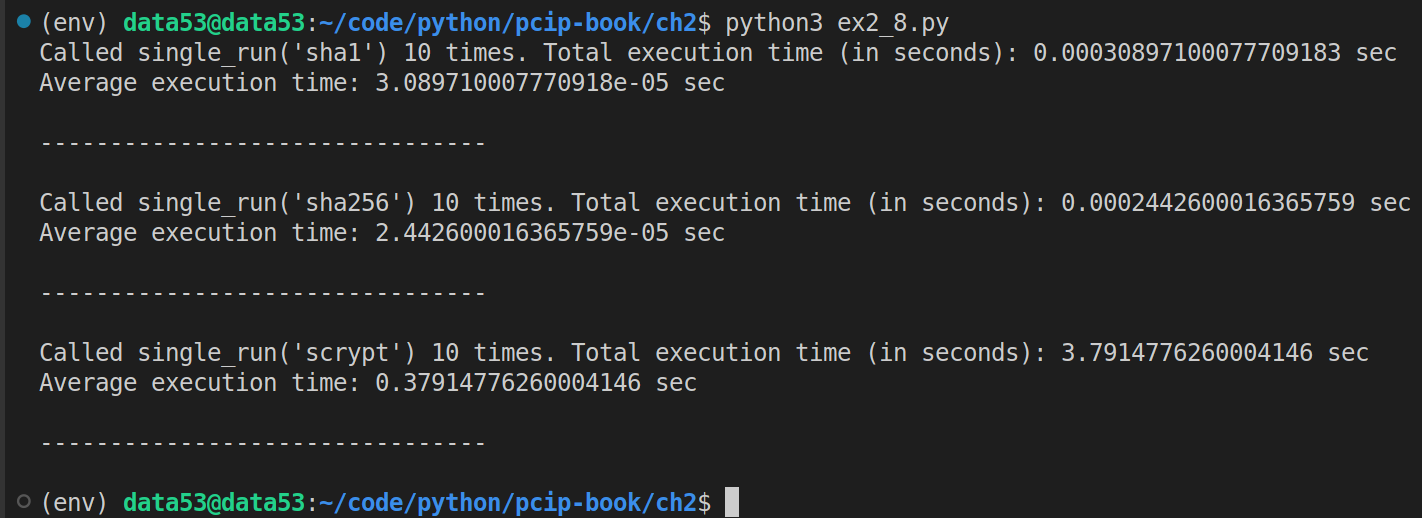 (env) data53@data53:~/code/python/pcip-book/ch2$ python3 ex2_8.py
Called single_run('sha1') 10 times. Total execution time (in seconds): 0.00030897100077709183 sec
Average execution time: 3.089710007770918e-05 sec
--------------------------------
Called single_run('sha256') 10 times. Total execution time (in seconds): 0.0002442600016365759 sec
Average execution time: 2.442600016365759e-05 sec
--------------------------------
Called single_run('scrypt') 10 times. Total execution time (in seconds): 3.7914776260004146 sec
Average execution time: 0.37914776260004146 sec
--------------------------------
(env) data53@data53:~/code/python/pcip-book/ch2$